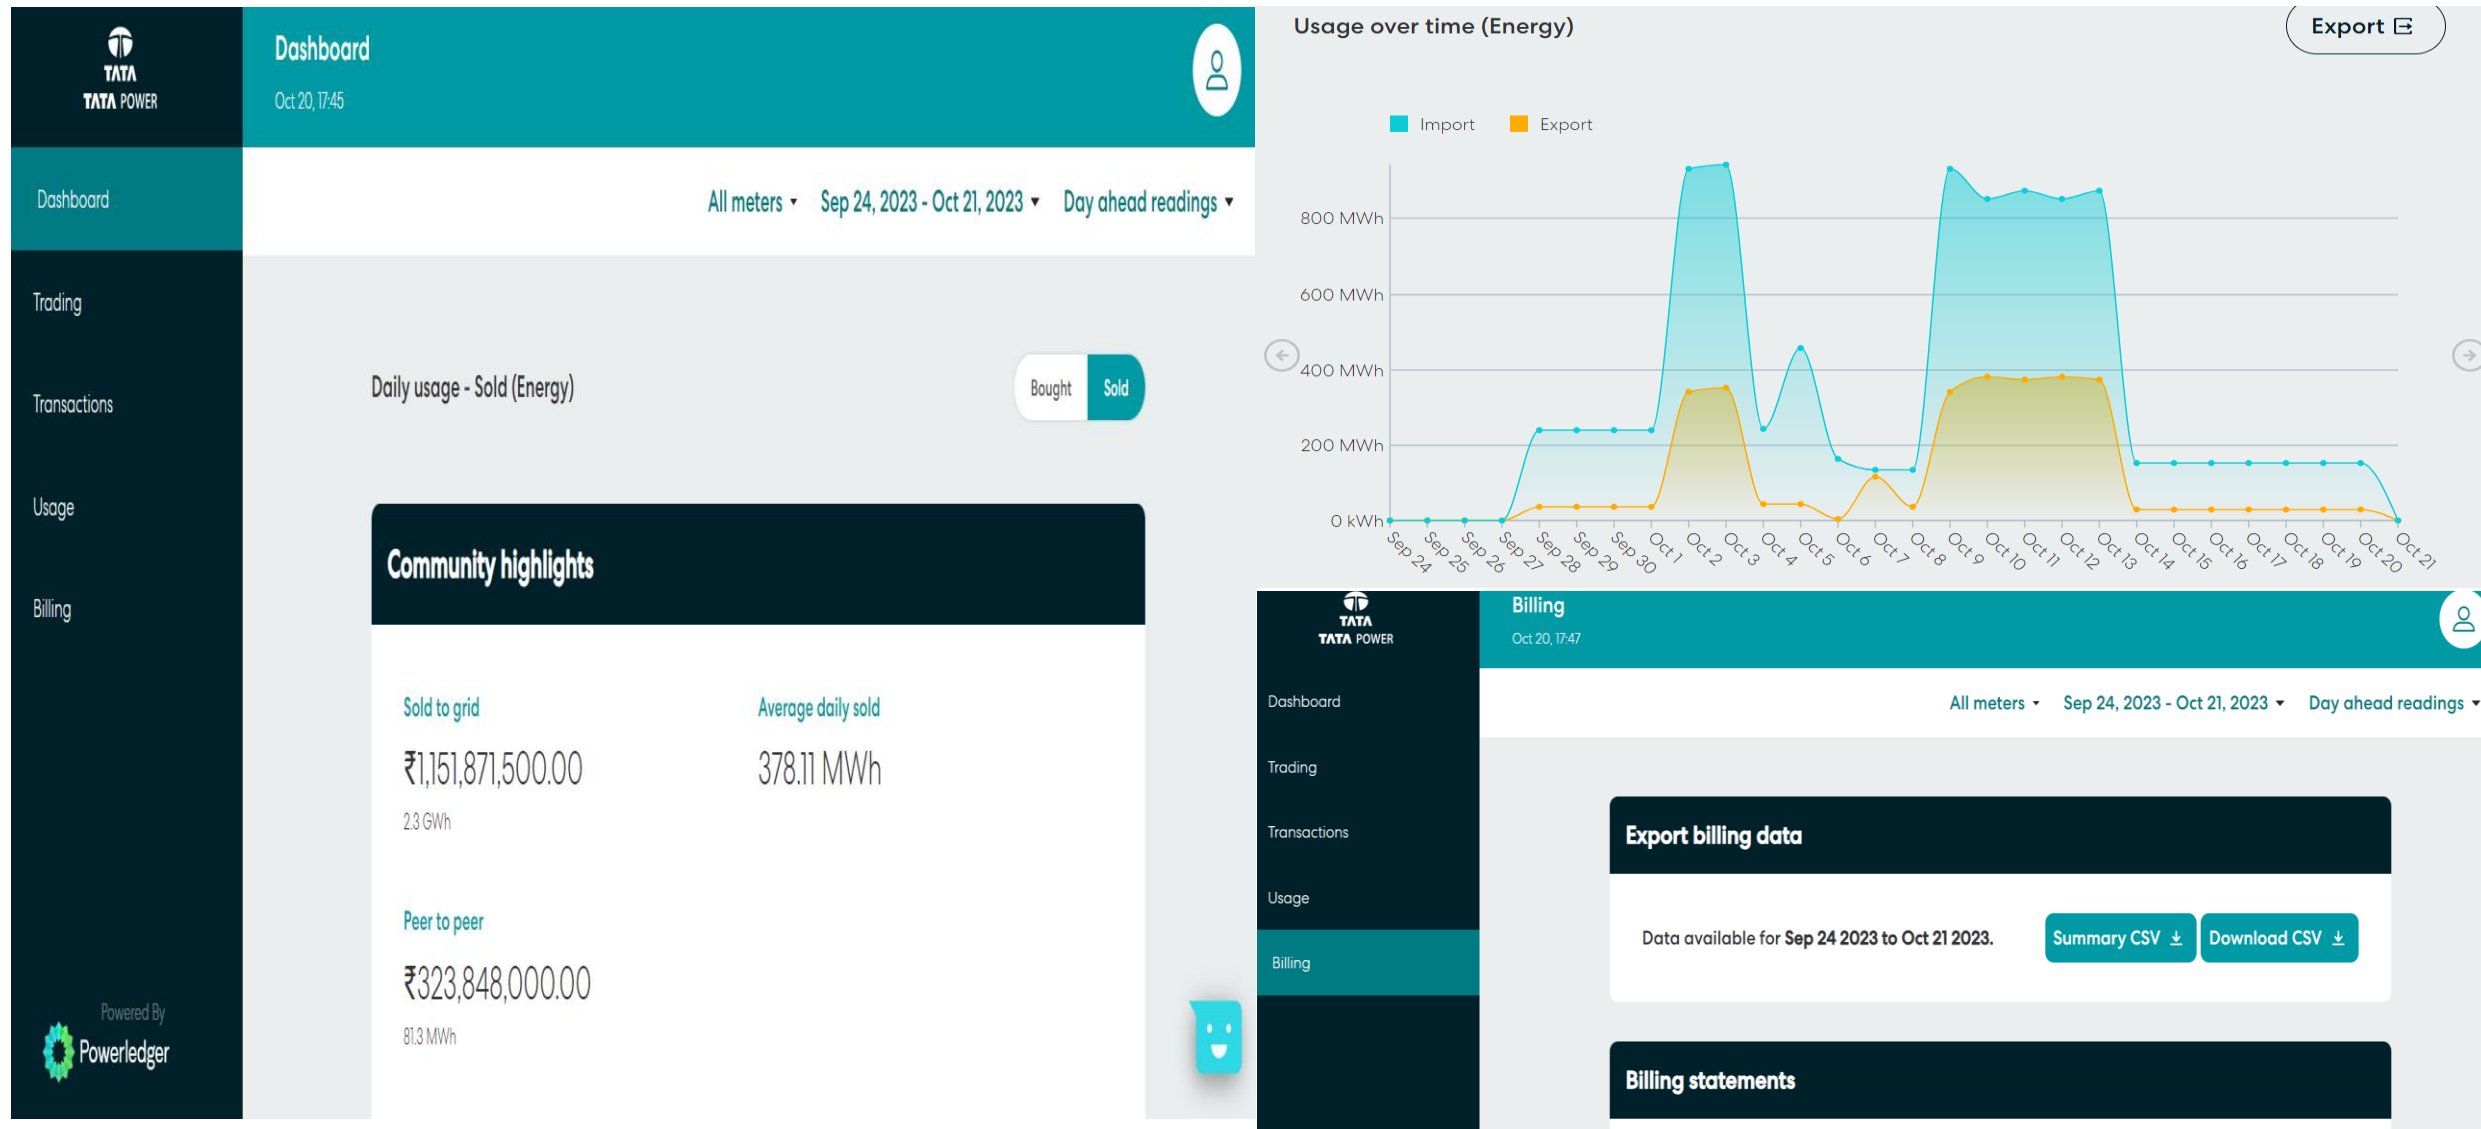 TATA
TATA POWER
Dashboard
Oct 20, 17:45
Dashboard
Trading
Transactions
Usage
Billing
Powered By
Powerledger
All meters
Sep 24, 2023 - Oct 21, 2023
Day ahead readings
Daily usage - Sold (Energy)
Bought
Sold
Community highlights
Sold to grid
₹1,151,871,500.00
2.3 GWh
Average daily sold
378.11 MWh
Peer to peer
₹323,848,000.00
81.3 MWh
Usage over time (Energy)
Export
Import
Export
800 MWh
600 MWh
400 MWh
200 MWh
0 kWh
Sep 24
Sep 25
Sep 26
Sep 27
Sep 28
Sep 29
Sep 30
Oct 1
Oct 2
Oct 3
Oct 4
Oct 5
Oct 6
Oct 7
Oct 8
Oct 9
Oct 10
Oct 11
Oct 12
Oct 13
Oct 14
Oct 15
Oct 16
Oct 17
Oct 18
Oct 19
Oct 20
Oct 21
TATA
TATA POWER
Billing
Oct 20, 17:47
Dashboard
Trading
Transactions
Usage
Billing
All meters
Sep 24, 2023 - Oct 21, 2023
Day ahead readings
Export billing data
Data available for Sep 24 2023 to Oct 21 2023.
Summary CSV
Download CSV
Billing statements